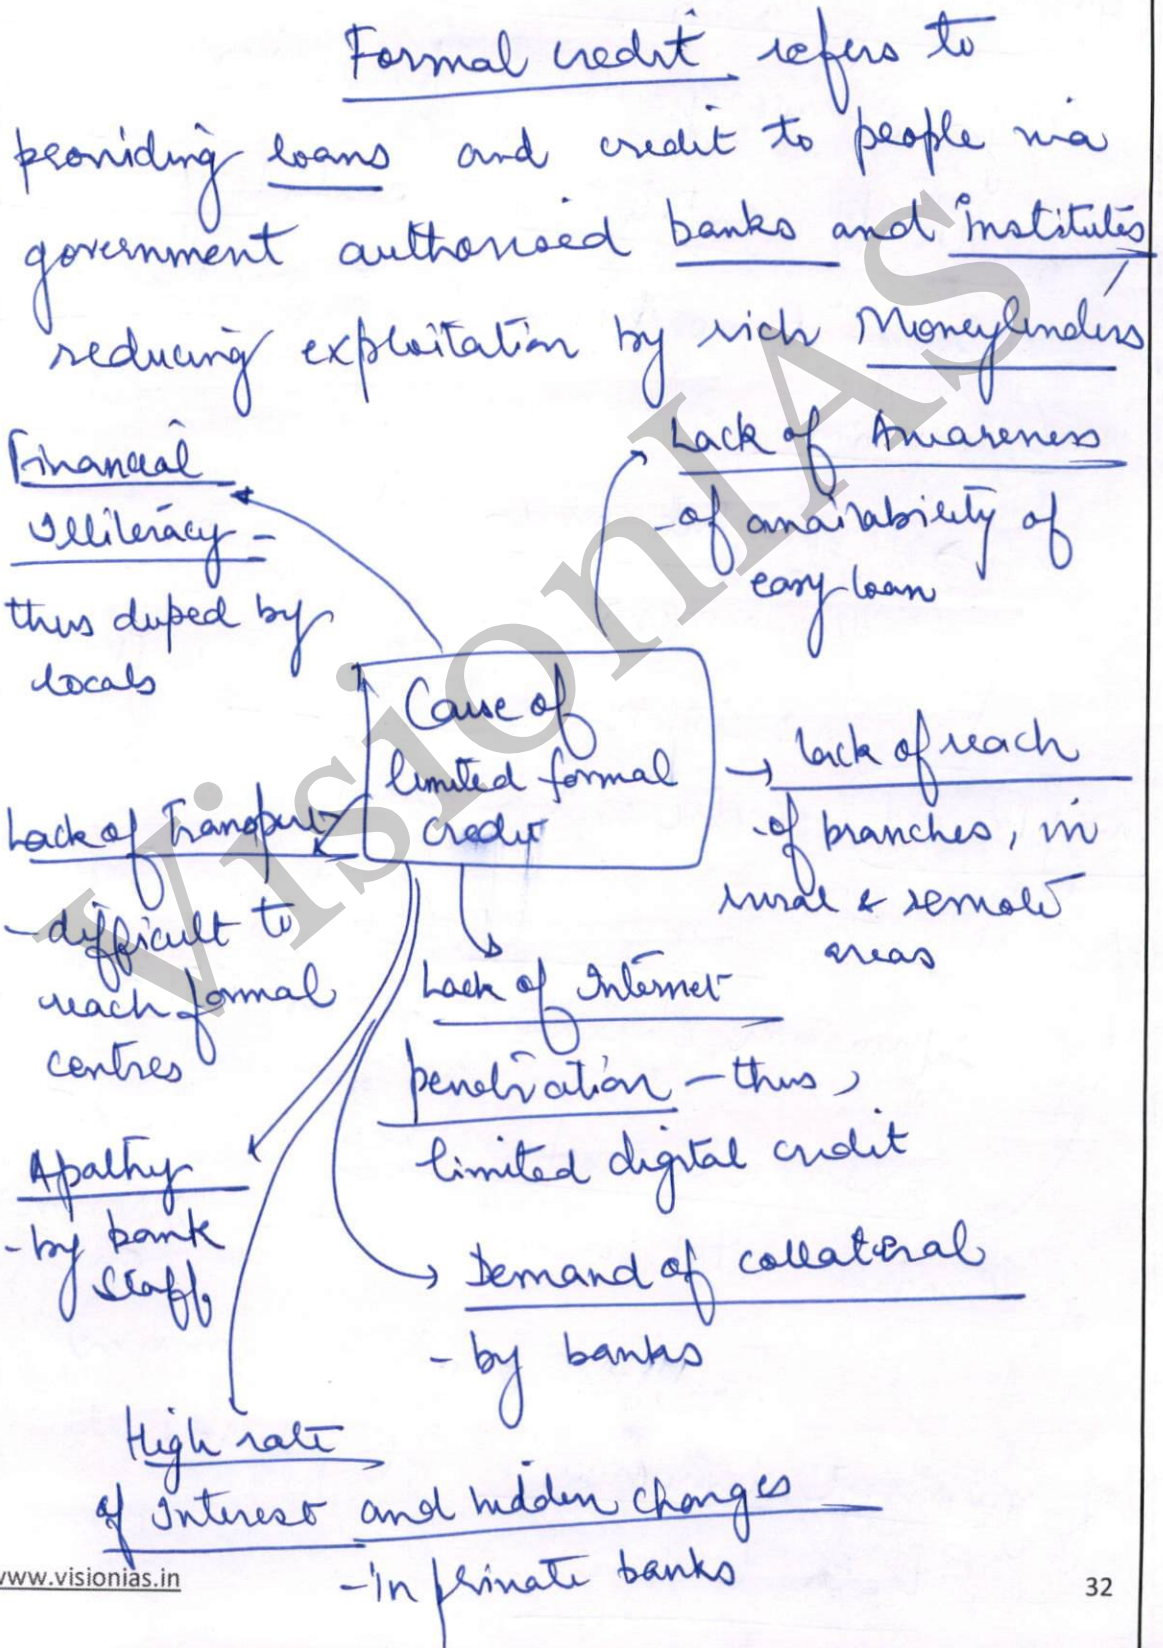 Formal credit refers to
providing loans and credit to people via
government authorised banks and institutes,
reducing exploitation by rich Moneylenders
Financial
Illiteracy -
thus duped by
locals
Lack of Awareness
- of availability of
easy loan
Cause of
limited formal
credit
Lack of reach
- of branches, in
rural & remote
areas
Lack of Transport
- difficult to
reach formal
centres
Lack of Internet
penetration - thus,
limited digital credit
Apathy
- by bank
staff
Demand of collateral
- by banks
High rate
of Interest and hidden charges
- in private banks
www.visionias.in
32
VisionIAS